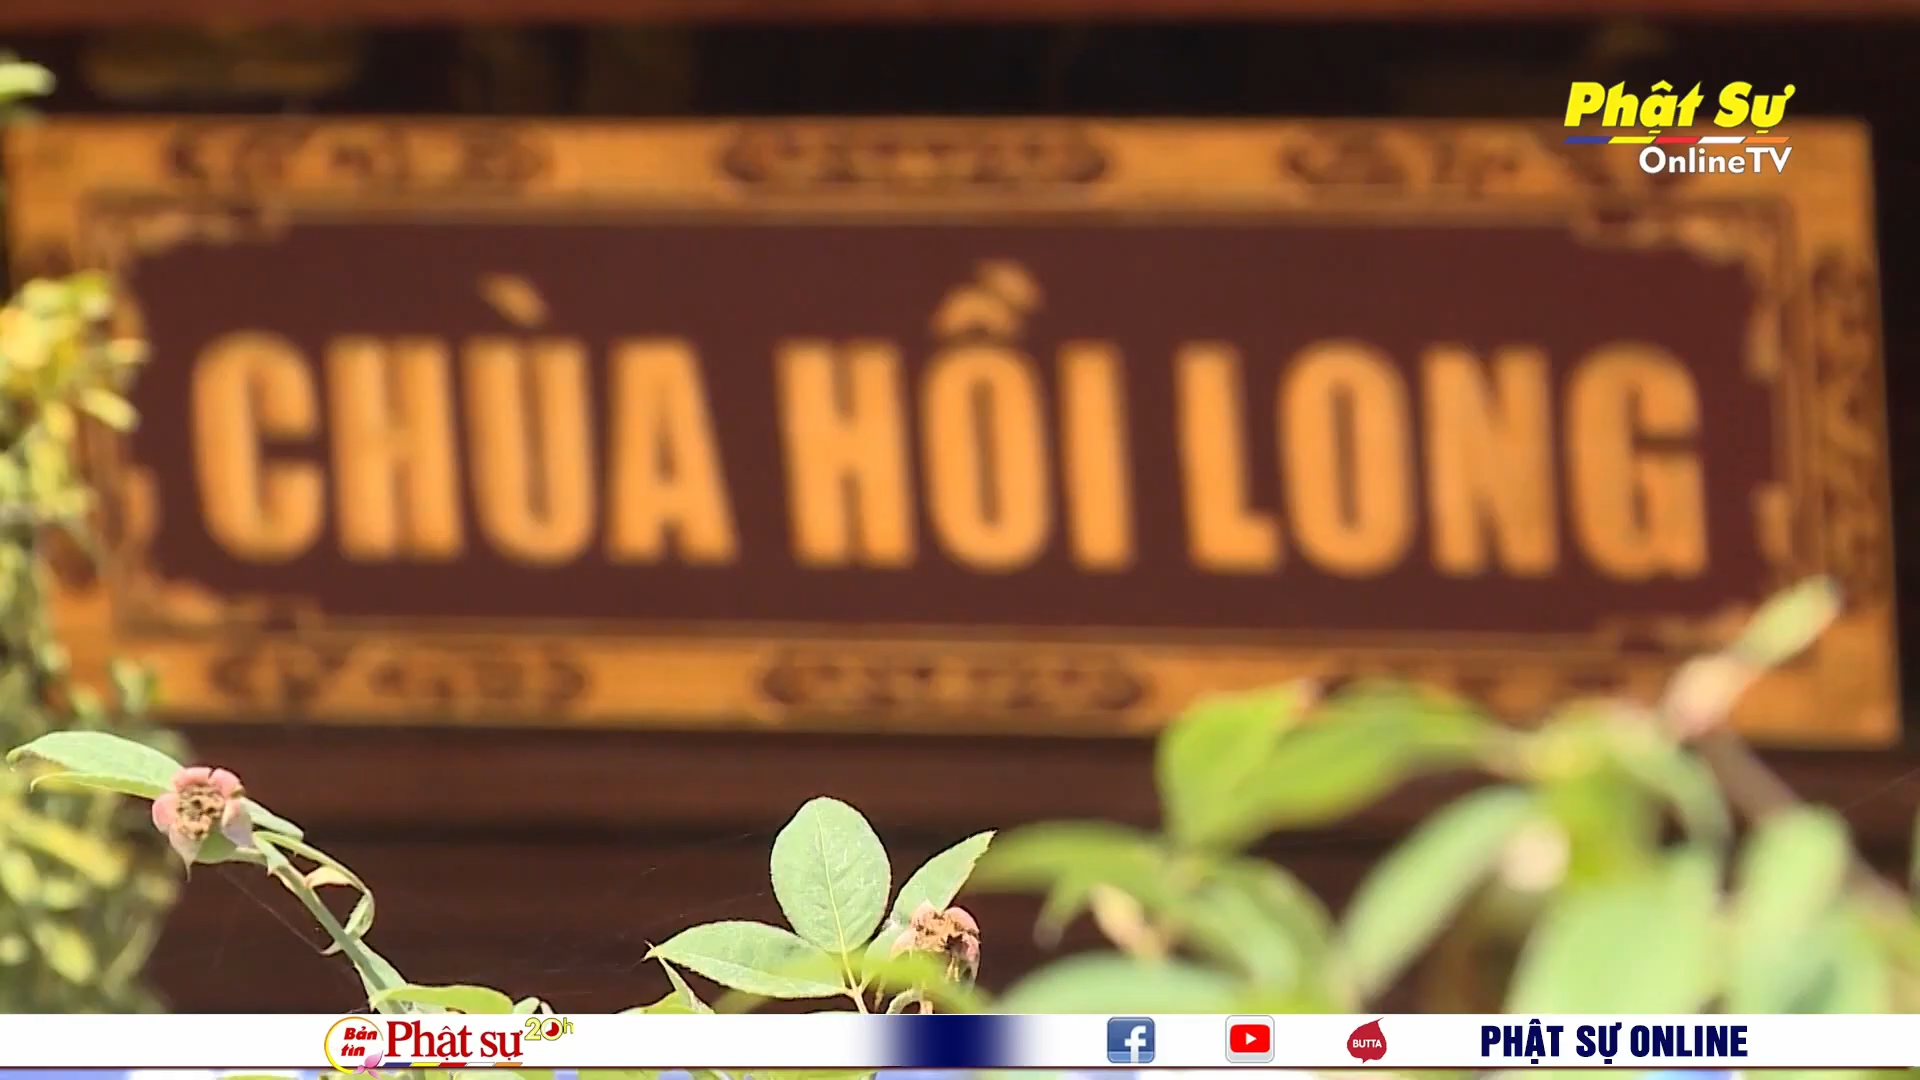 Phật Sự
OnlineTV
CHÙA HỒI LONG
Bản tin Phật sự 20h
BUTTA
PHẬT SỰ ONLINE